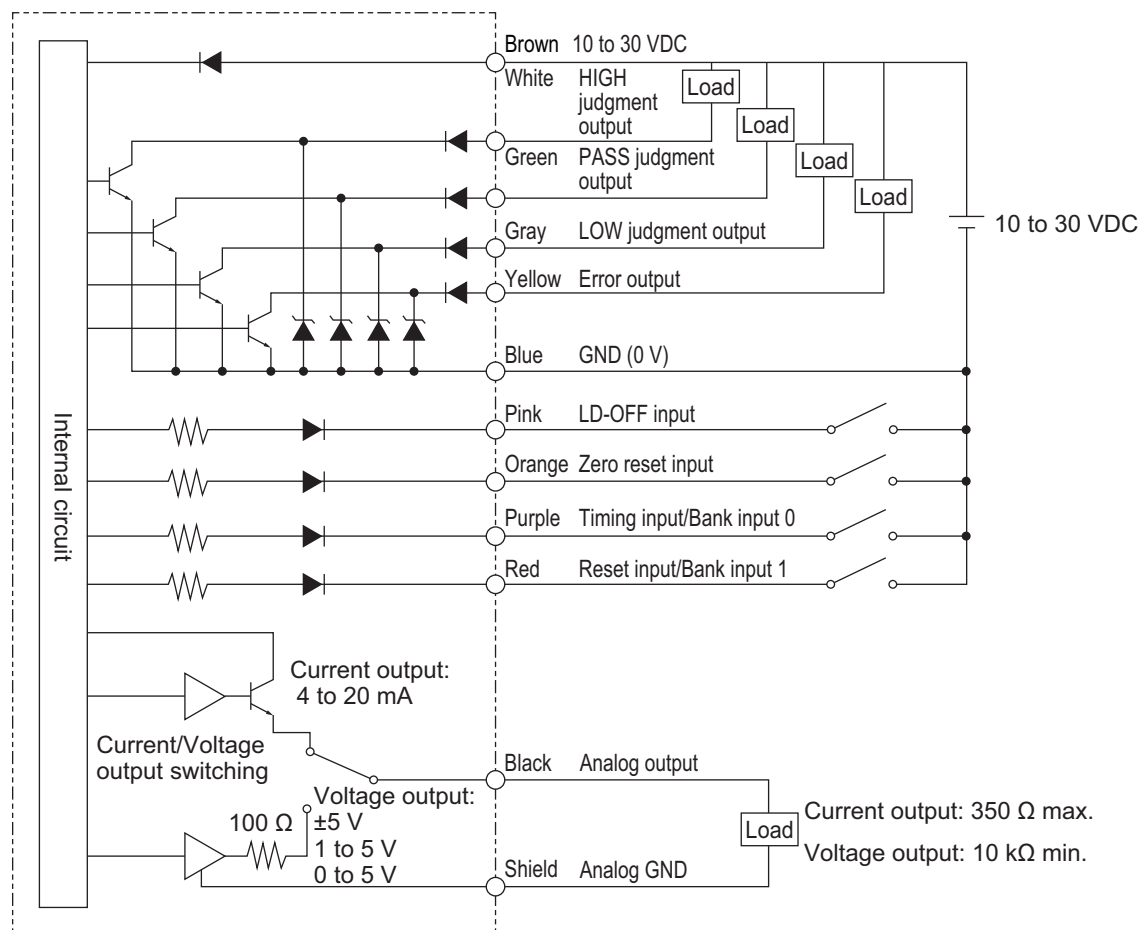 Brown 10 to 30 VDC
White HIGH
judgment
output
Load
Load
Green PASS judgment
output
Load
Load
Gray LOW judgment output
10 to 30 VDC
Yellow Error output
Blue GND (0 V)
Internal circuit
Pink LD-OFF input
Orange Zero reset input
Purple Timing input/Bank input 0
Red Reset input/Bank input 1
Current output:
4 to 20 mA
Current/Voltage
output switching
Black Analog output
Voltage output:
100 Ω ±5 V
1 to 5 V
0 to 5 V
Load
Current output: 350 Ω max.
Voltage output: 10 kΩ min.
Shield Analog GND